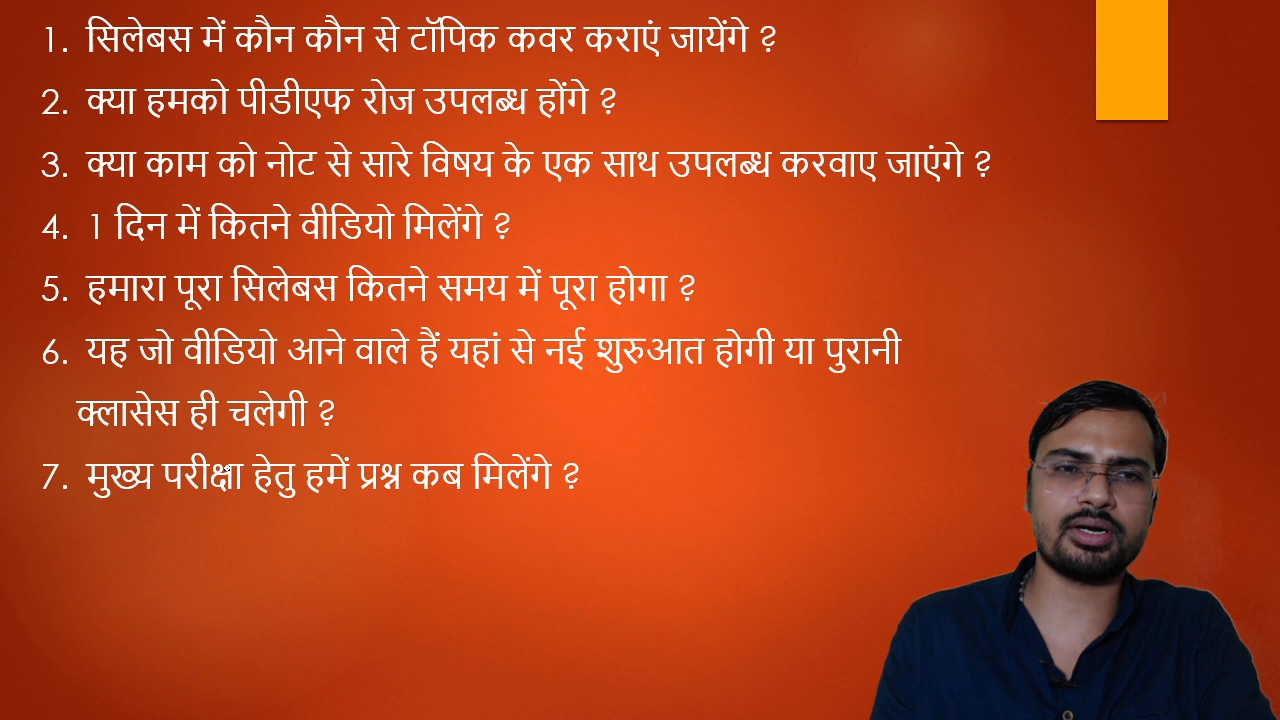 1. सिलेबस में कौन कौन से टॉपिक कवर कराएं जायेंगे ?
2. क्या हमको पीडीएफ रोज उपलब्ध होंगे ?
3. क्या काम को नोट से सारे विषय के एक साथ उपलब्ध करवाए जाएंगे ?
4. 1 दिन में कितने वीडियो मिलेंगे ?
5. हमारा पूरा सिलेबस कितने समय में पूरा होगा ?
6. यह जो वीडियो आने वाले हैं यहां से नई शुरुआत होगी या पुरानी
क्लासेस ही चलेगी ?
7. मुख्य परीक्षा हेतु हमें प्रश्न कब मिलेंगे ?